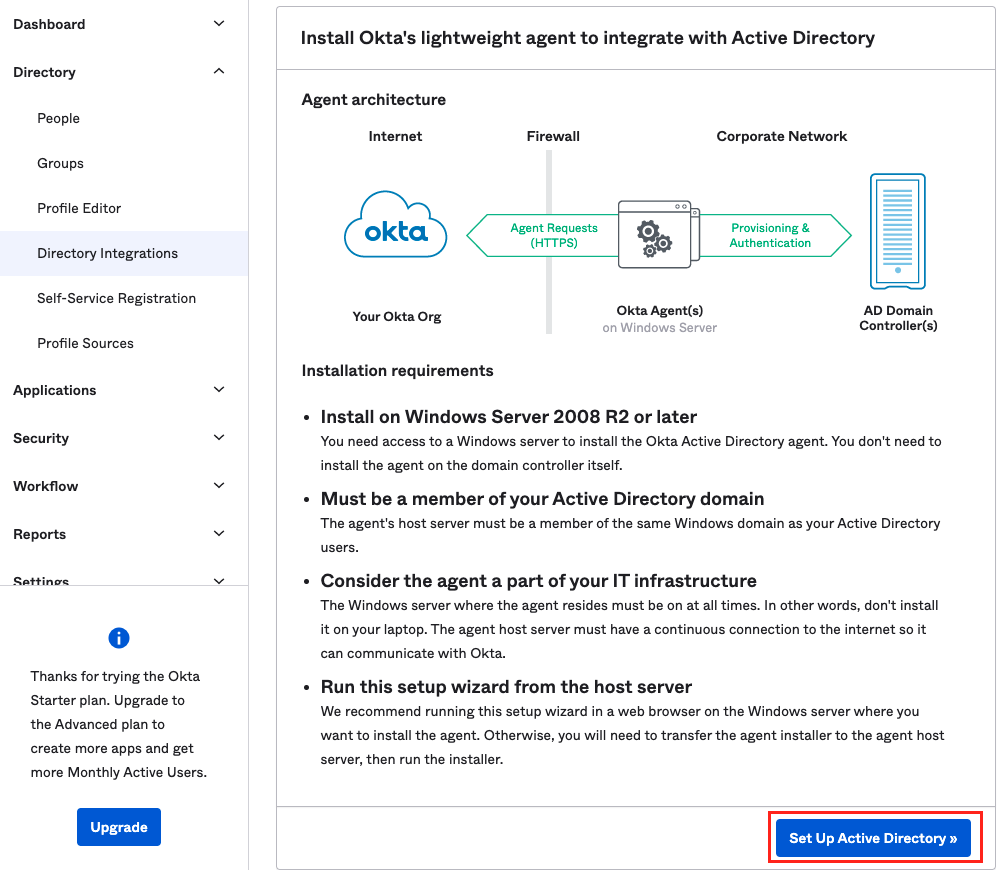 Dashboard
Directory
People
Groups
Profile Editor
Directory Integrations
Self-Service Registration
Profile Sources
Applications
Security
Workflow
Reports
Settings
Thanks for trying the Okta
Starter plan. Upgrade to
the Advanced plan to
create more apps and get
more Monthly Active Users.
Upgrade
Install Okta's lightweight agent to integrate with Active Directory
Agent architecture
Internet
Firewall
Corporate Network
okta
Agent Requests
(HTTPS)
Provisioning &
Authentication
Your Okta Org
Okta Agent(s)
on Windows Server
AD Domain
Controller(s)
Installation requirements
• Install on Windows Server 2008 R2 or later
You need access to a Windows server to install the Okta Active Directory agent. You don't need to
install the agent on the domain controller itself.
• Must be a member of your Active Directory domain
The agent's host server must be a member of the same Windows domain as your Active Directory
users.
• Consider the agent a part of your IT infrastructure
The Windows server where the agent resides must be on at all times. In other words, don't install
it on your laptop. The agent host server must have a continuous connection to the internet so it
can communicate with Okta.
• Run this setup wizard from the host server
We recommend running this setup wizard in a web browser on the Windows server where you
want to install the agent. Otherwise, you will need to transfer the agent installer to the agent host
server, then run the installer.
Set Up Active Directory »